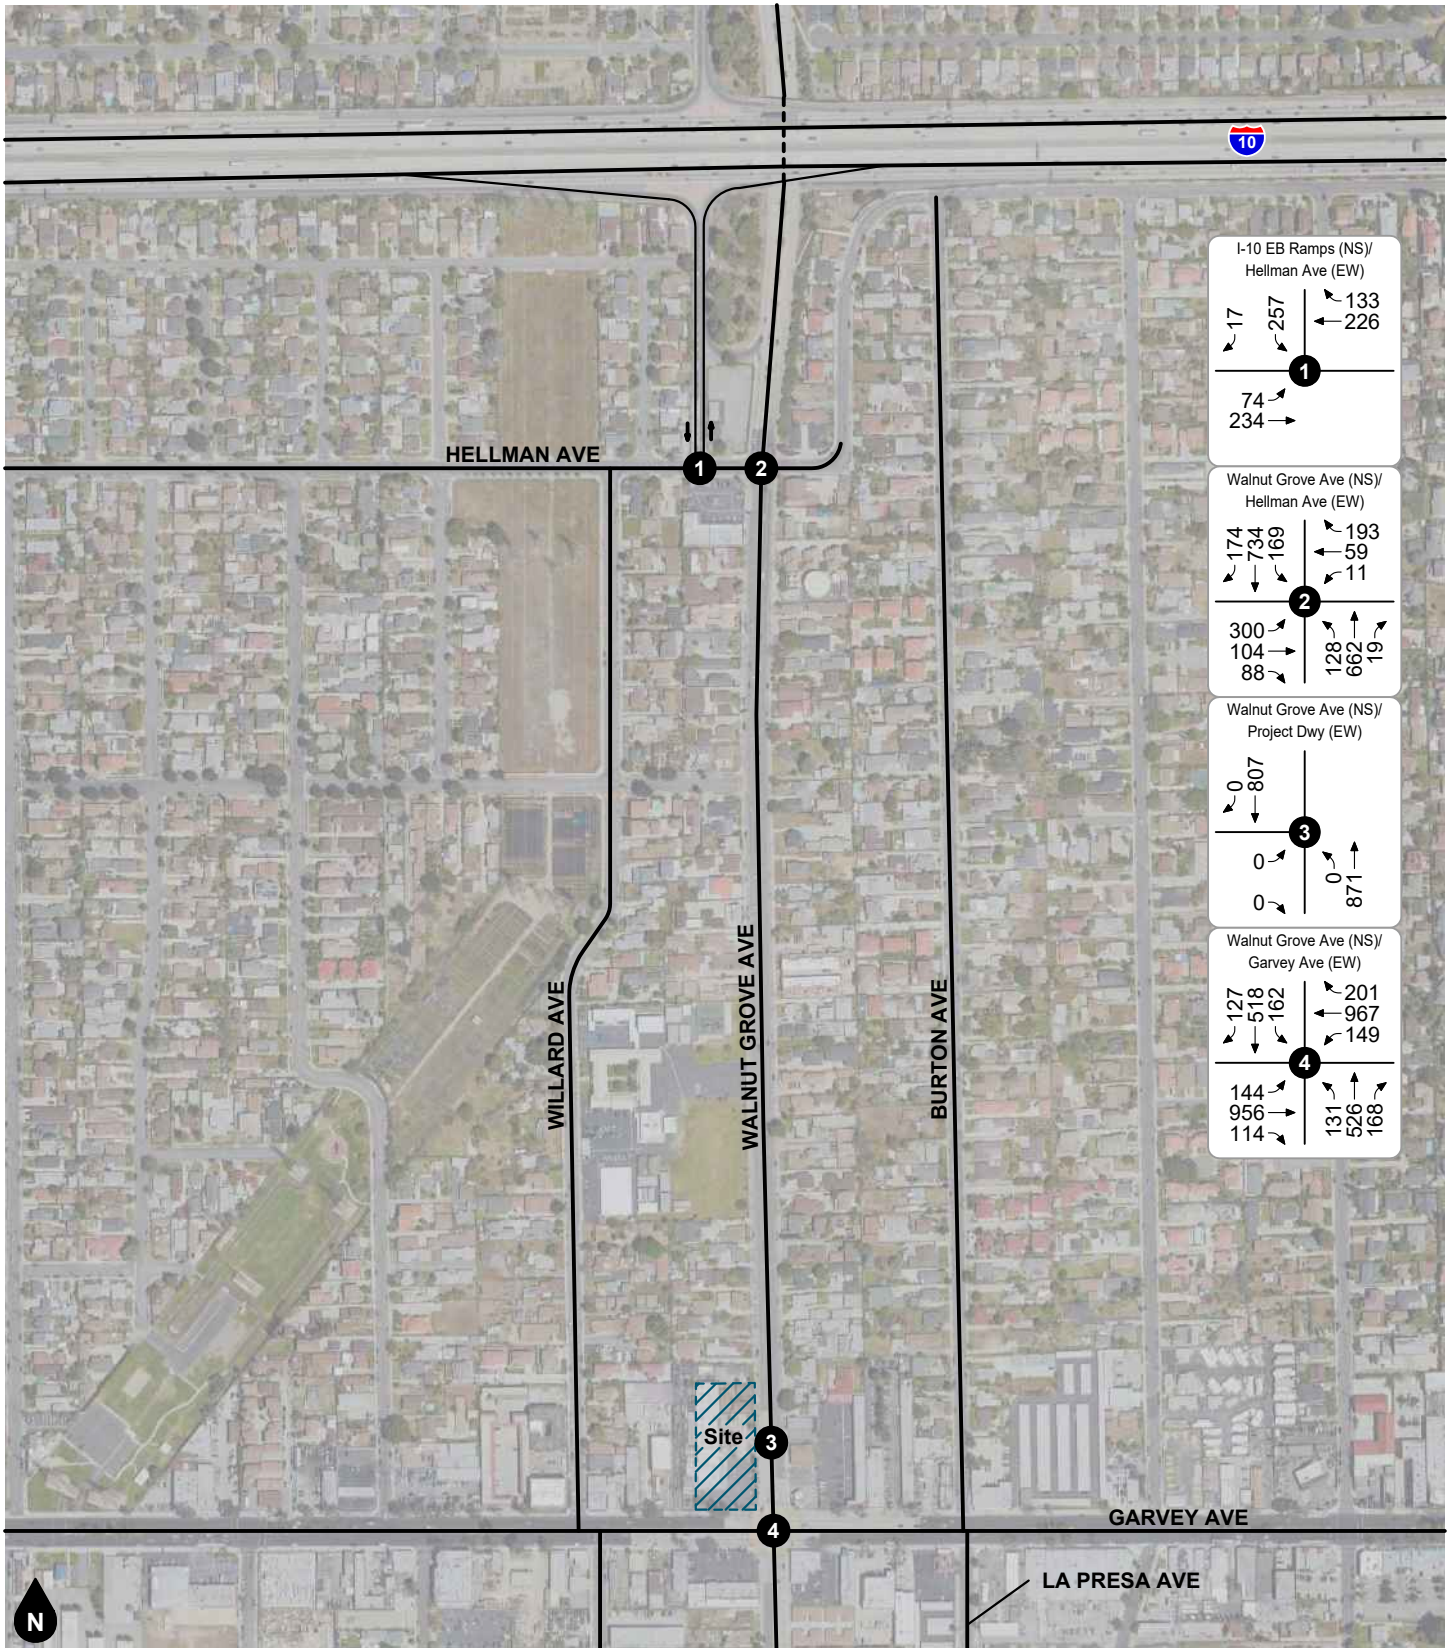 10
I-10 EB Ramps (NS)/
Hellman Ave (EW)
17
257
133
226
1
74
234
HELLMAN AVE
1
2
Walnut Grove Ave (NS)/
Hellman Ave (EW)
174
734
169
193
59
11
2
300
104
88
128
662
19
Walnut Grove Ave (NS)/
Project Dwy (EW)
0
807
3
0
0
0
871
Walnut Grove Ave (NS)/
Garvey Ave (EW)
127
518
162
201
967
149
4
144
956
114
131
526
168
WILLARD AVE
WALNUT GROVE AVE
BURTON AVE
Site
3
4
GARVEY AVE
LA PRESA AVE
N